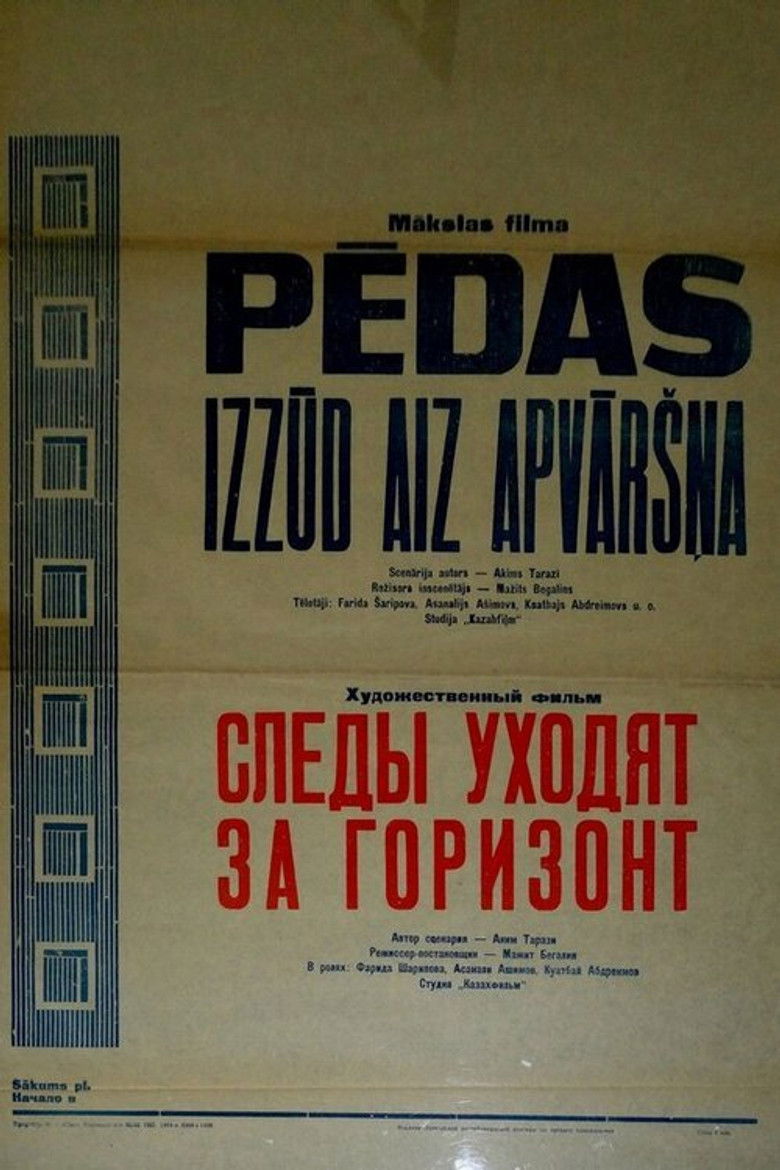 Mākslas filma
PĒDAS
IZZŪD AIZ APVĀRŠŅA
Scenārija autors — Akims Tarazi
Režisors inscenētājs — Mažits Begalins
Tēlotāji: Farida Šaripova, Asanalijs Ašimovs, Kuatbajs Abdreimovs u. c.
Studija „Kazahfilm"
Художественный фильм
СЛЕДЫ УХОДЯТ
ЗА ГОРИЗОНТ
Автор сценария — Аким Тарази
Режиссер-постановщик — Мажит Бегалин
В ролях: Фарида Шарипова, Асанали Ашимов, Куатбай Абдреимов
Студия „Казахфильм"
Sākums pl.
Начало в